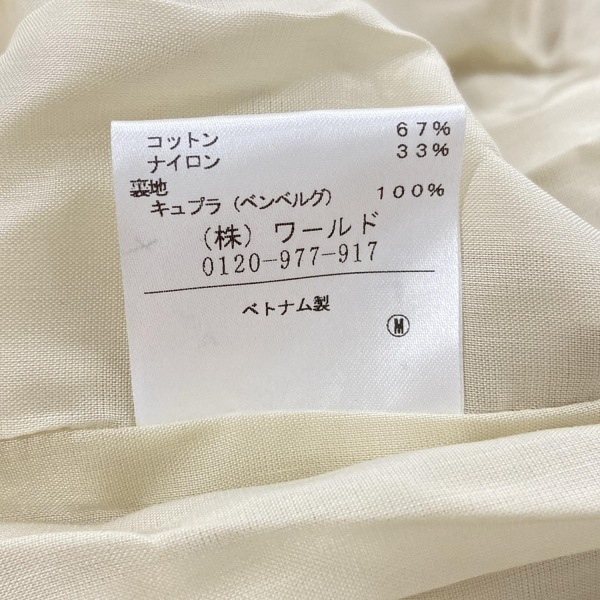 コットン ６７％
ナイロン ３３％
裏地
キュプラ（ベンベルグ） １００％
（株）ワールド
0120-977-917
ベトナム製
Ⓜ